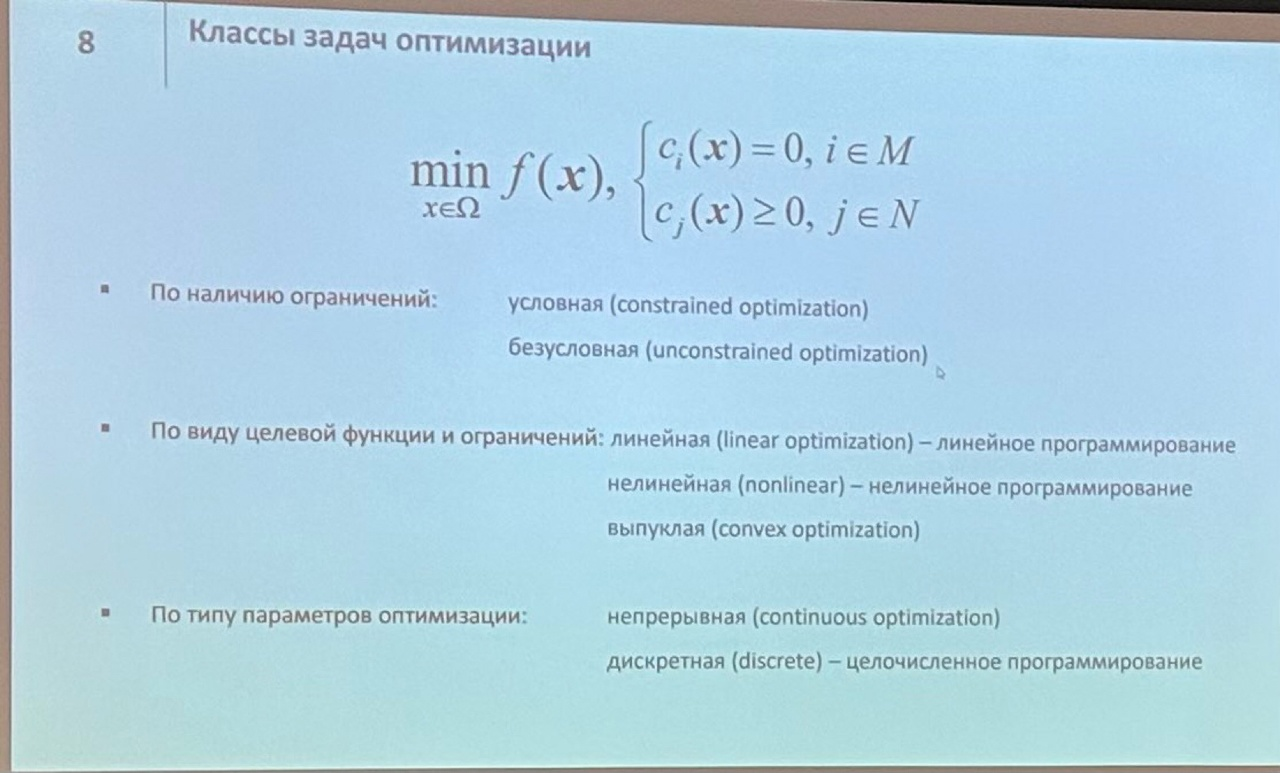 8
Классы задач оптимизации
min f(x), { c_i(x) = 0, i ∈ M
x∈Ω
c_j(x) ≥ 0, j ∈ N
▪ По наличию ограничений: условная (constrained optimization)
безусловная (unconstrained optimization)
▪ По виду целевой функции и ограничений: линейная (linear optimization) – линейное программирование
нелинейная (nonlinear) – нелинейное программирование
выпуклая (convex optimization)
▪ По типу параметров оптимизации: непрерывная (continuous optimization)
дискретная (discrete) – целочисленное программирование